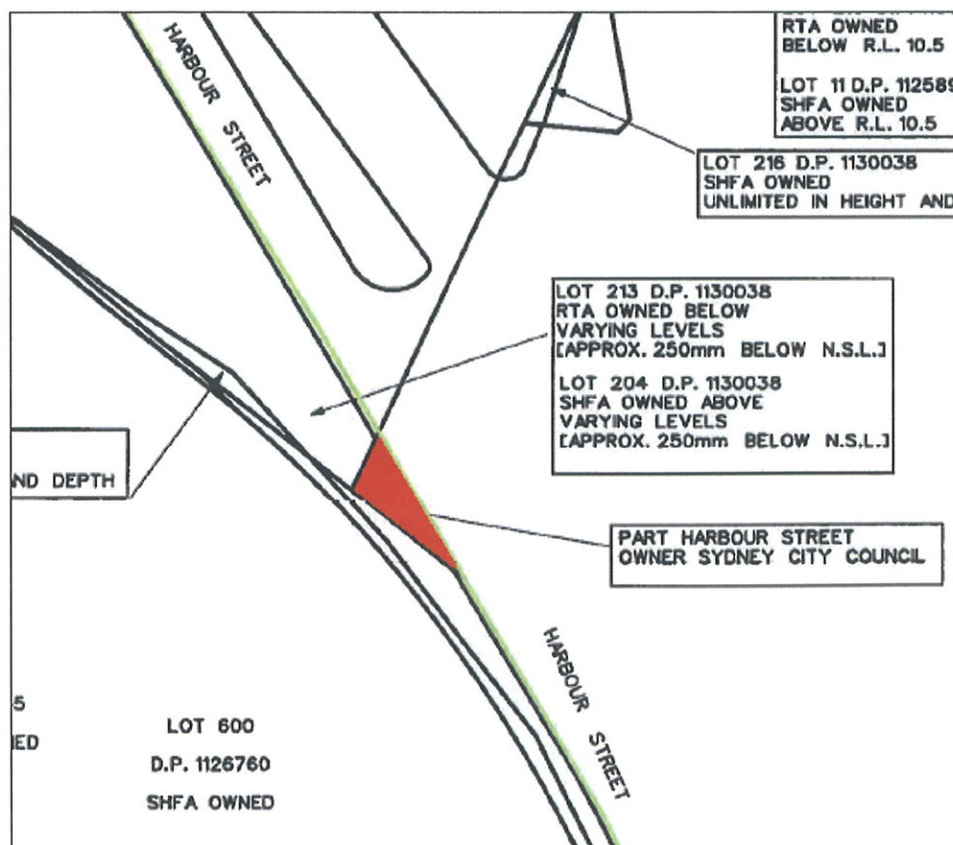 HARBOUR STREET
RTA OWNED
BELOW R.L. 10.5
LOT 11 D.P. 112589
SHFA OWNED
ABOVE R.L. 10.5
LOT 216 D.P. 1130038
SHFA OWNED
UNLIMITED IN HEIGHT AND
LOT 213 D.P. 1130038
RTA OWNED BELOW
VARYING LEVELS
[APPROX. 250mm BELOW N.S.L.]
LOT 204 D.P. 1130038
SHFA OWNED ABOVE
VARYING LEVELS
[APPROX. 250mm BELOW N.S.L.]
ND DEPTH
PART HARBOUR STREET
OWNER SYDNEY CITY COUNCIL
HARBOUR STREET
5
ED
LOT 600
D.P. 1126760
SHFA OWNED